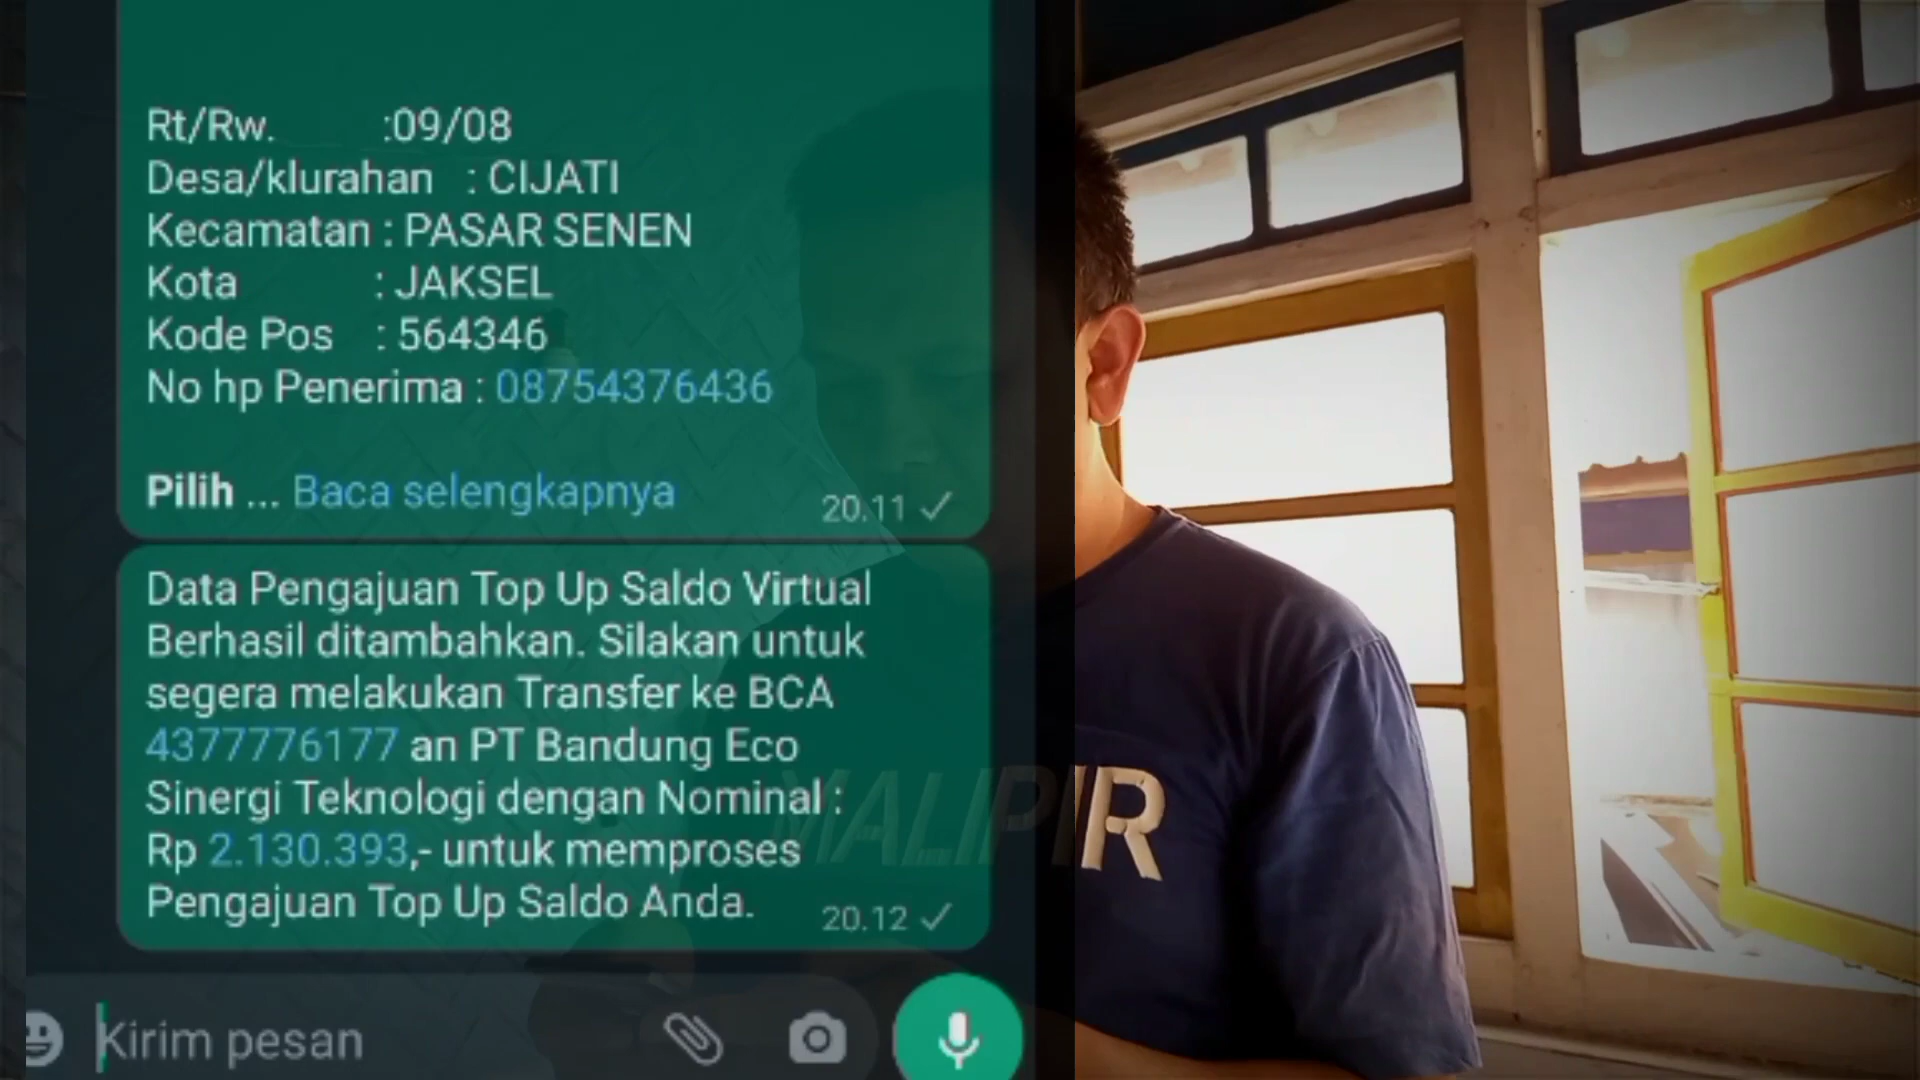 Rt/Rw. :09/08
Desa/klurahan : CIJATI
Kecamatan : PASAR SENEN
Kota : JAKSEL
Kode Pos : 564346
No hp Penerima : 08754376436
Pilih ... Baca selengkapnya
20.11
Data Pengajuan Top Up Saldo Virtual
Berhasil ditambahkan. Silakan untuk
segera melakukan Transfer ke BCA
4377776177 an PT Bandung Eco
Sinergi Teknologi dengan Nominal :
Rp 2.130.393,- untuk memproses
Pengajuan Top Up Saldo Anda.
20.12
Kirim pesan
MALIPIR